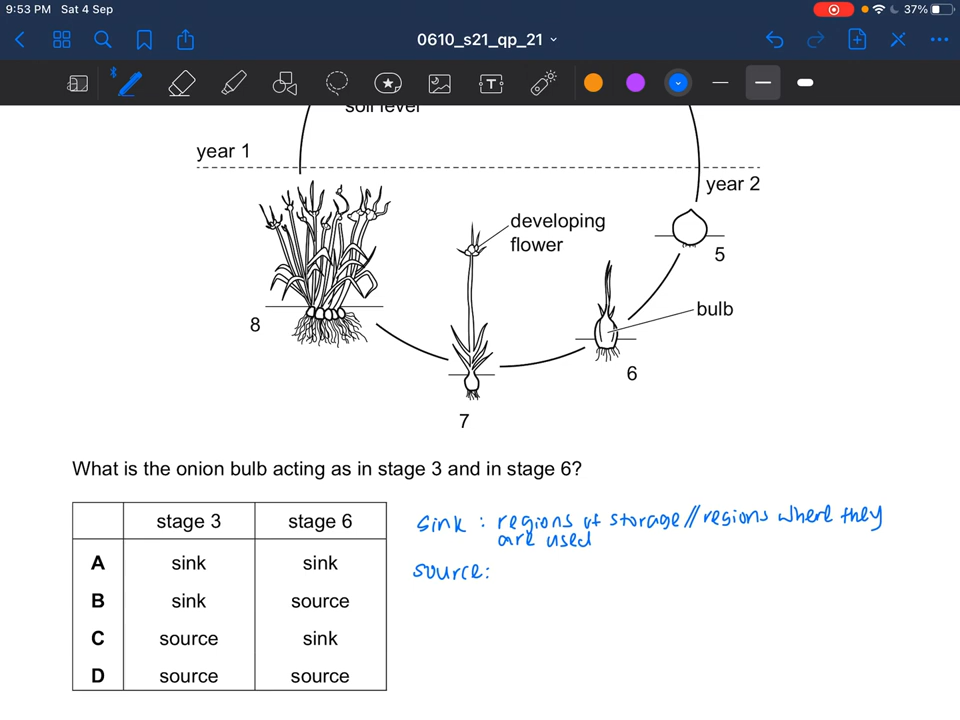 9:53 PM Sat 4 Sep
37%
0610_s21_qp_21
T
soil level
year 1
year 2
developing
flower
5
bulb
8
6
7
What is the onion bulb acting as in stage 3 and in stage 6?
stage 3 stage 6
A sink sink
B sink source
C source sink
D source source
sink : regions of storage // regions where they
are used
source: